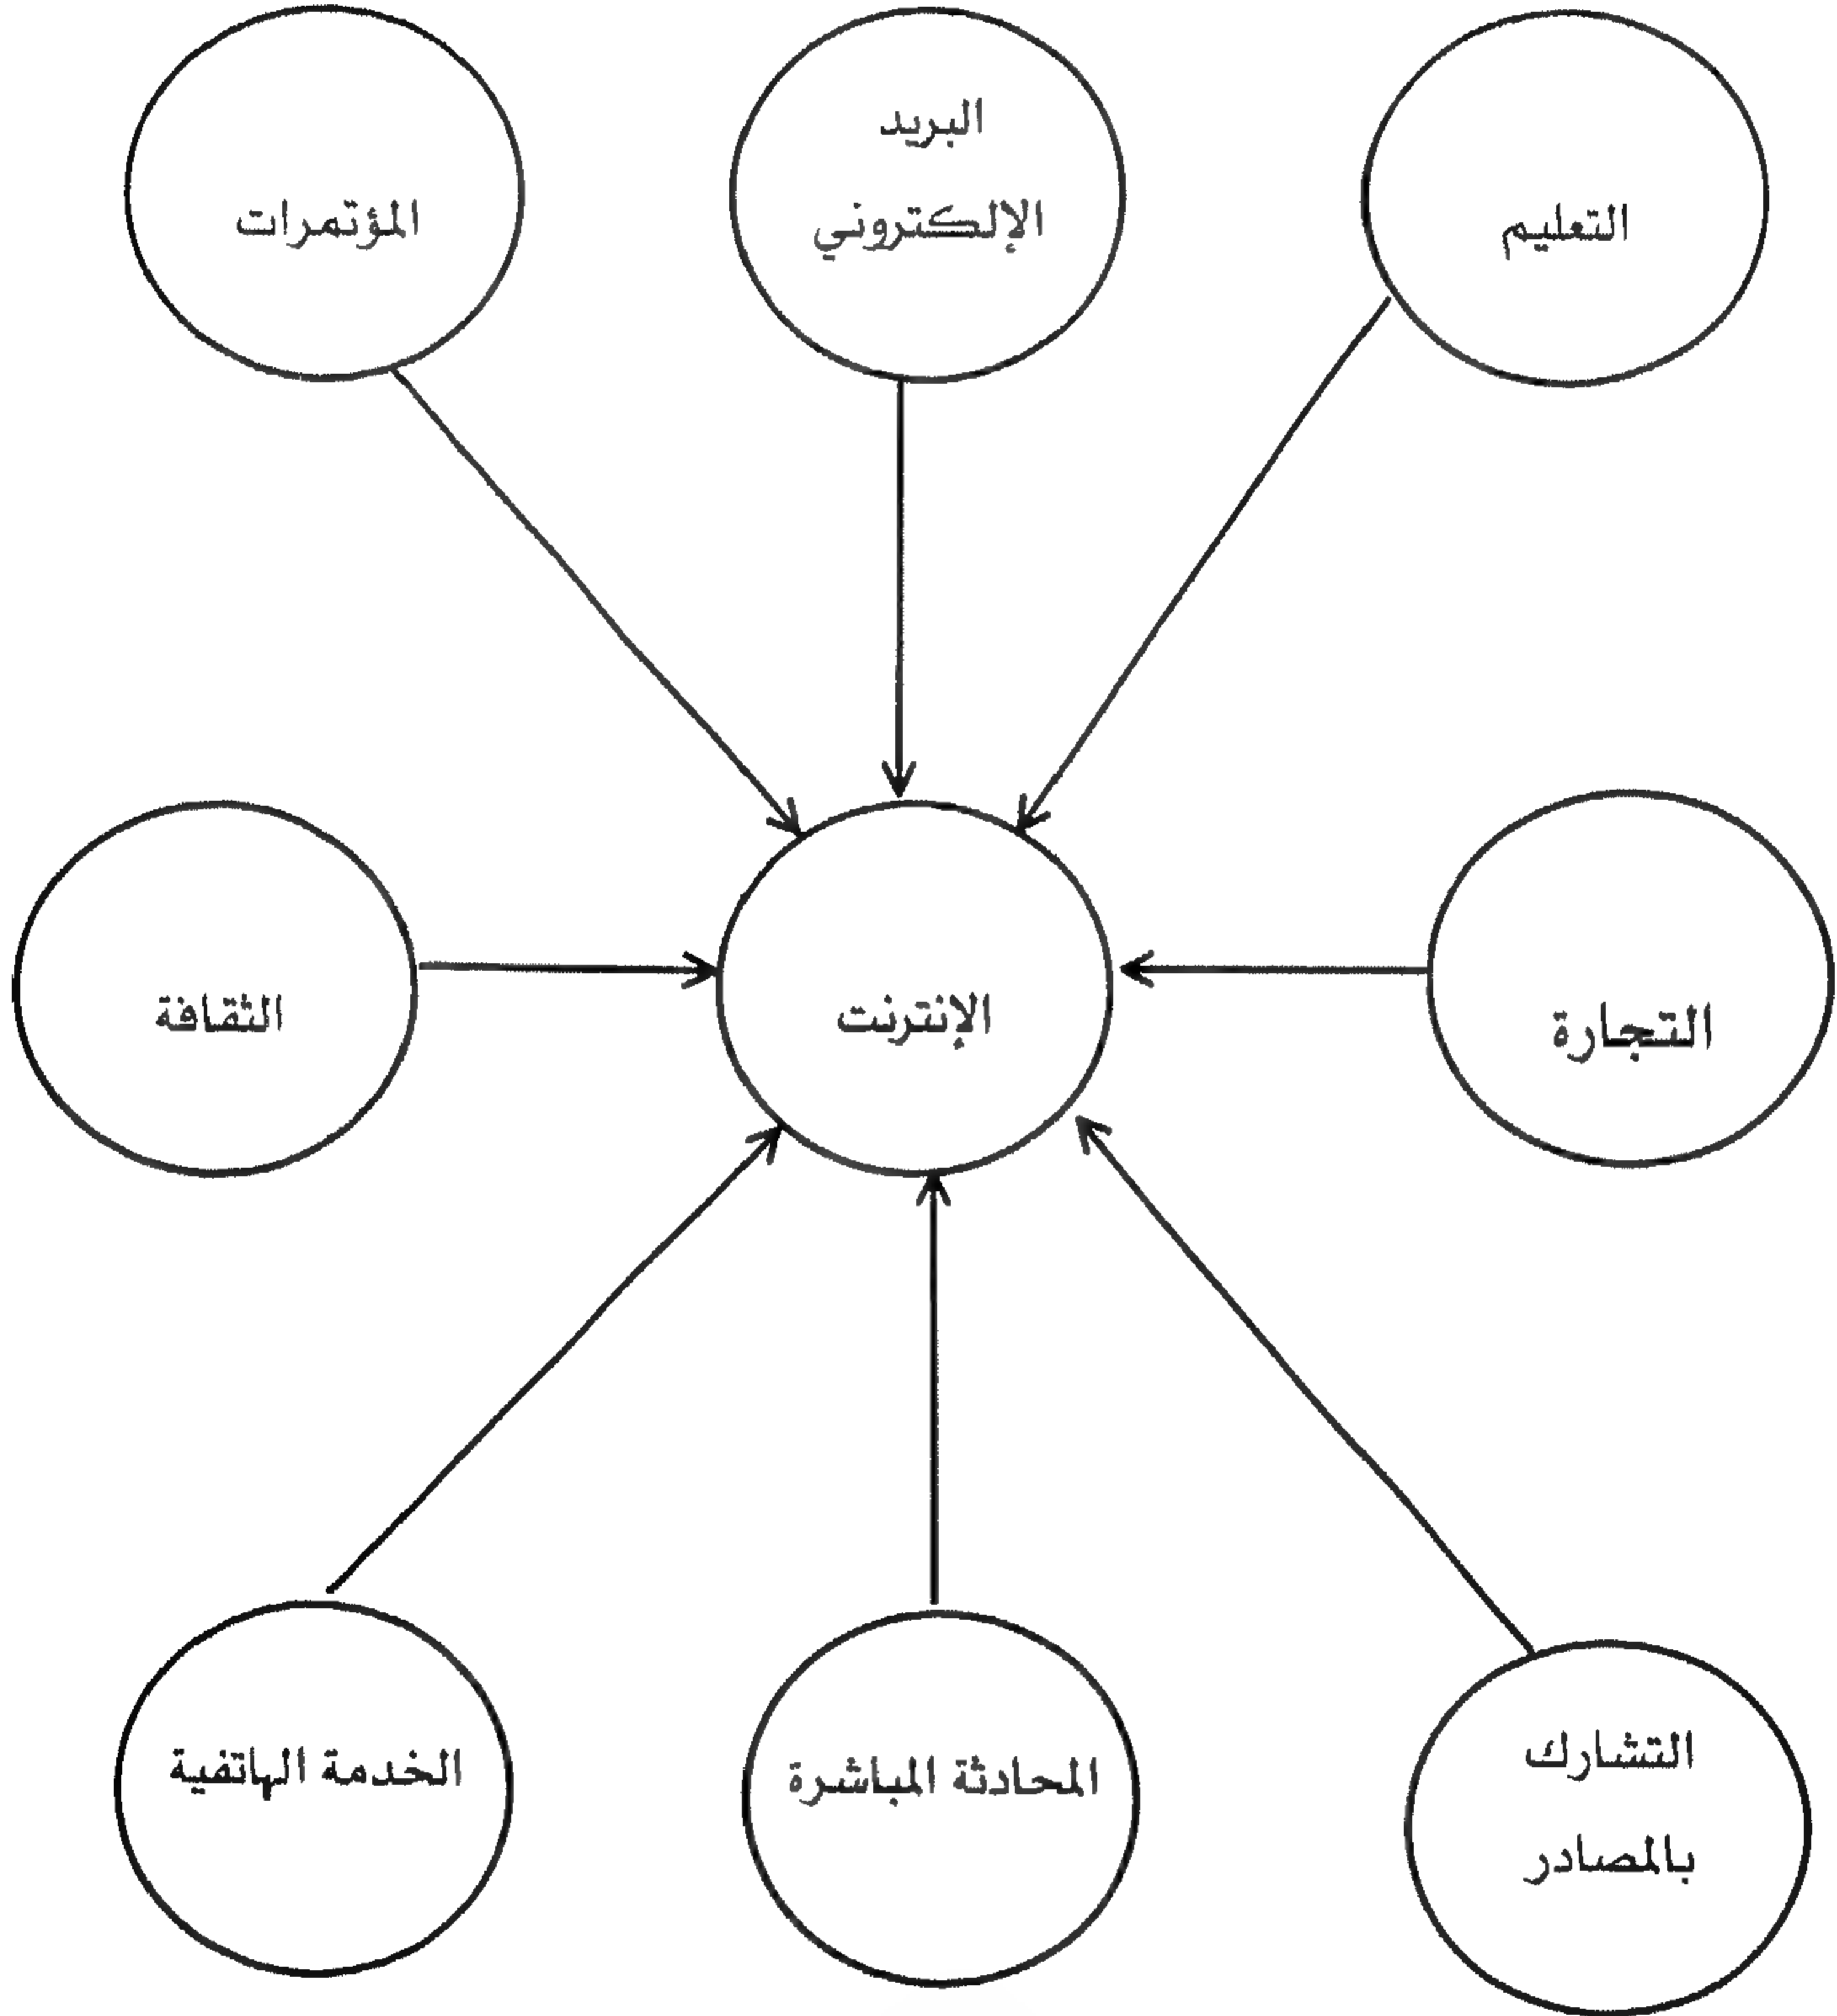 التعليم
البريد
الإلكتروني
المؤتمرات
التجارة
الإنترنت
الثقافة
التشارك
بالمصادر
المحادثة المباشرة
الخدمة الهاتفية